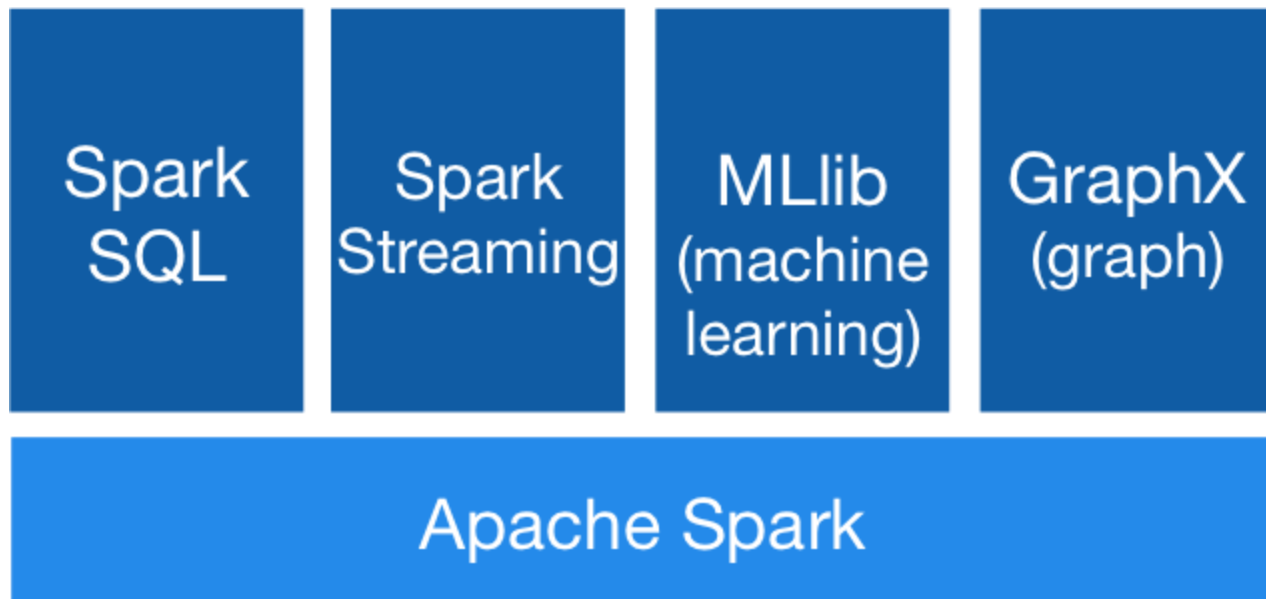 Spark
SQL
Spark
Streaming
MLlib
(machine
learning)
GraphX
(graph)
Apache Spark